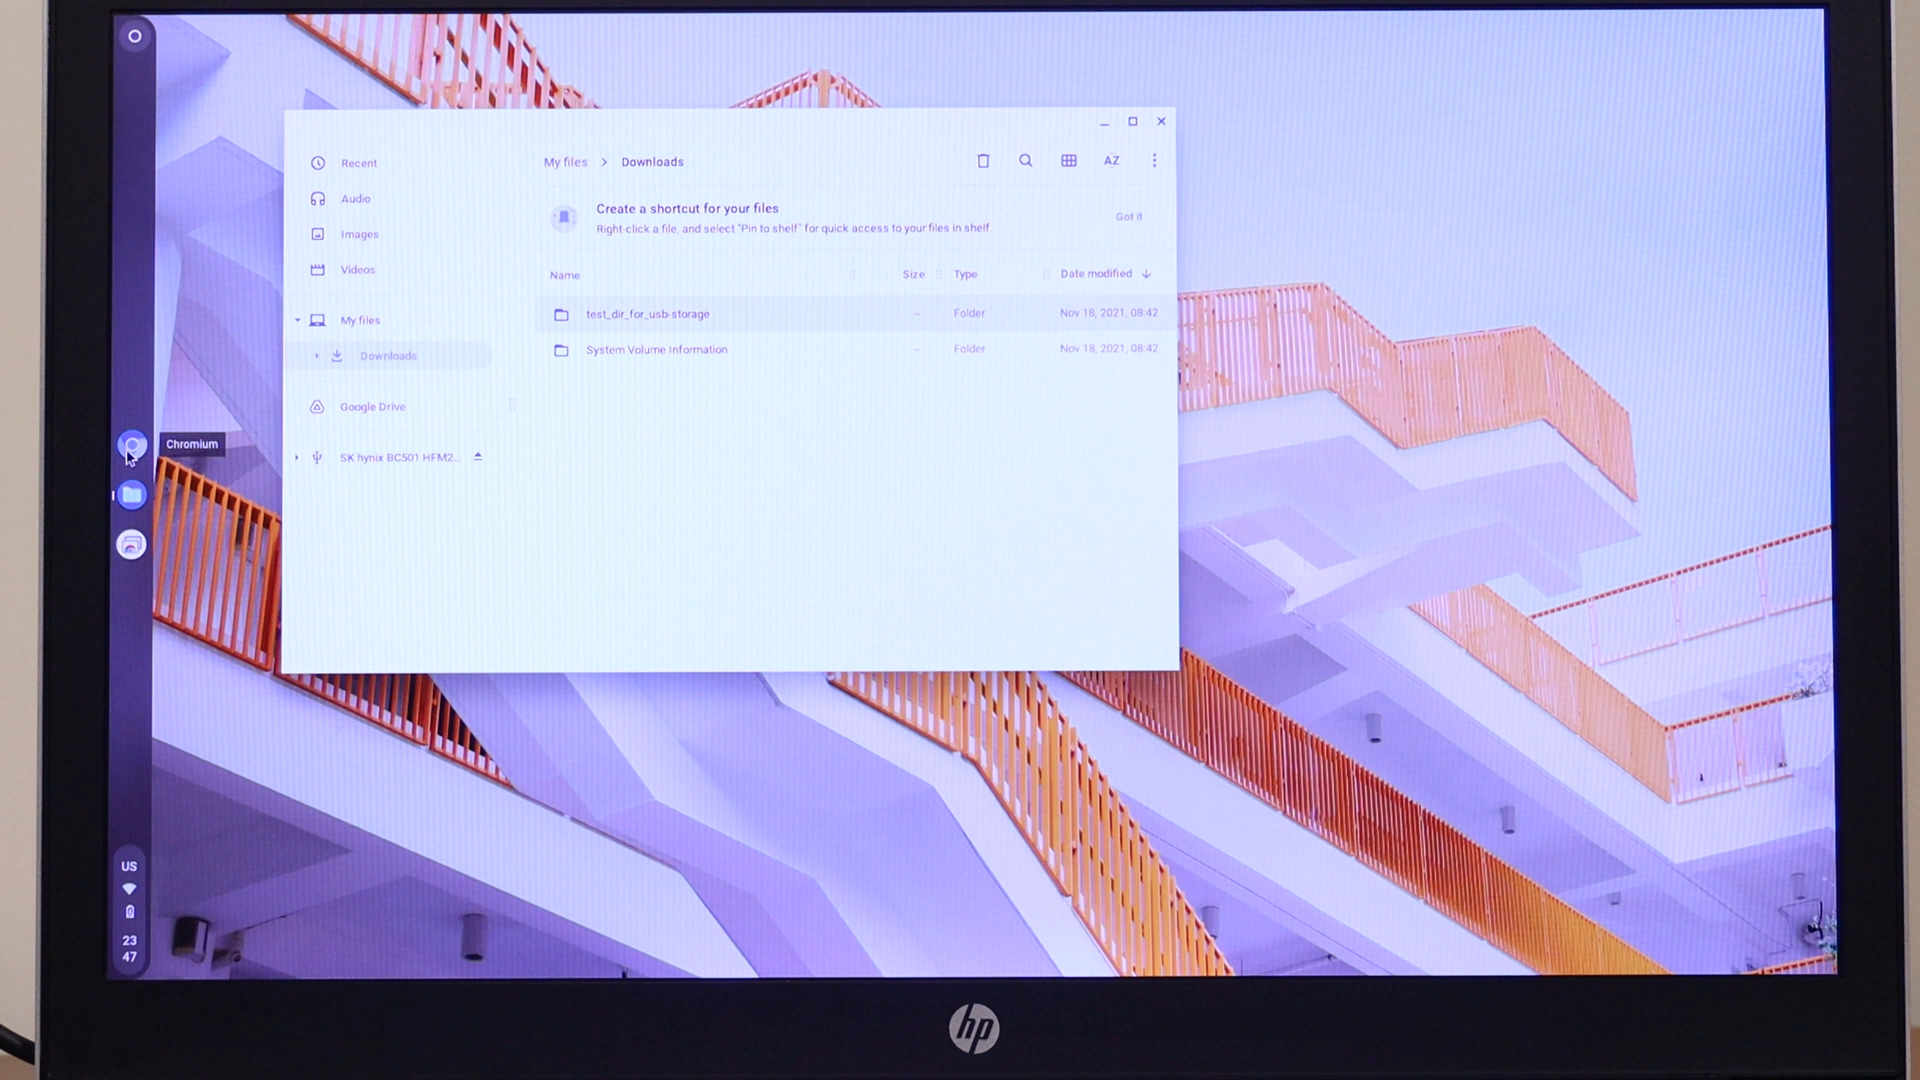 Recent
Audio
Images
Videos
My files
Downloads
Google Drive
SK hynix BC501 HFM2...
My files > Downloads
AZ
Create a shortcut for your files
Right-click a file, and select "Pin to shelf" for quick access to your files in shelf
Got it
Name Size Type Date modified
test_dir_for_usb-storage – Folder Nov 18, 2021, 08:42
System Volume Information – Folder Nov 18, 2021, 08:42
Chromium
US
23
47
hp